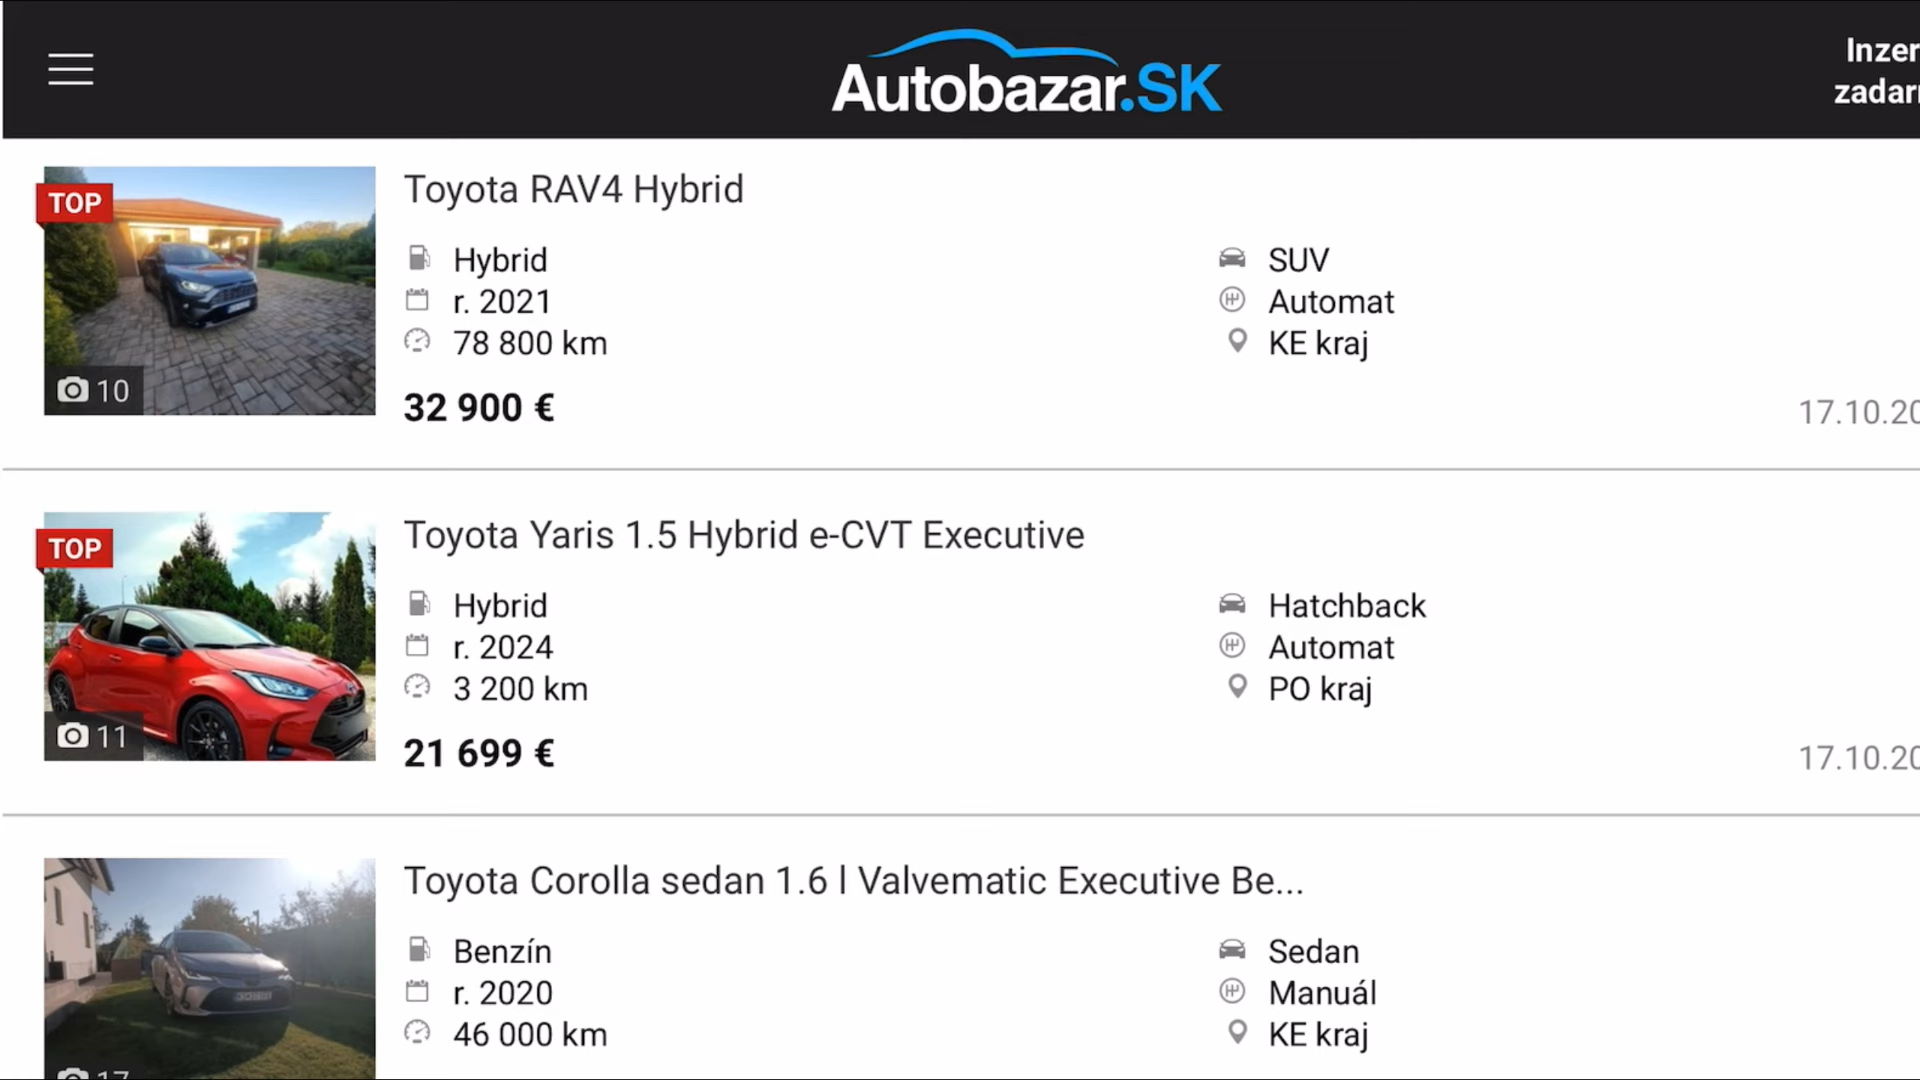 Autobazar.SK
Inzer
zadar
TOP
Toyota RAV4 Hybrid
Hybrid
SUV
r. 2021
Automat
78 800 km
KE kraj
10
32 900 €
17.10.20
TOP
Toyota Yaris 1.5 Hybrid e-CVT Executive
Hybrid
Hatchback
r. 2024
Automat
3 200 km
PO kraj
11
21 699 €
17.10.20
Toyota Corolla sedan 1.6 l Valvematic Executive Be...
Benzín
Sedan
r. 2020
Manuál
46 000 km
KE kraj
17